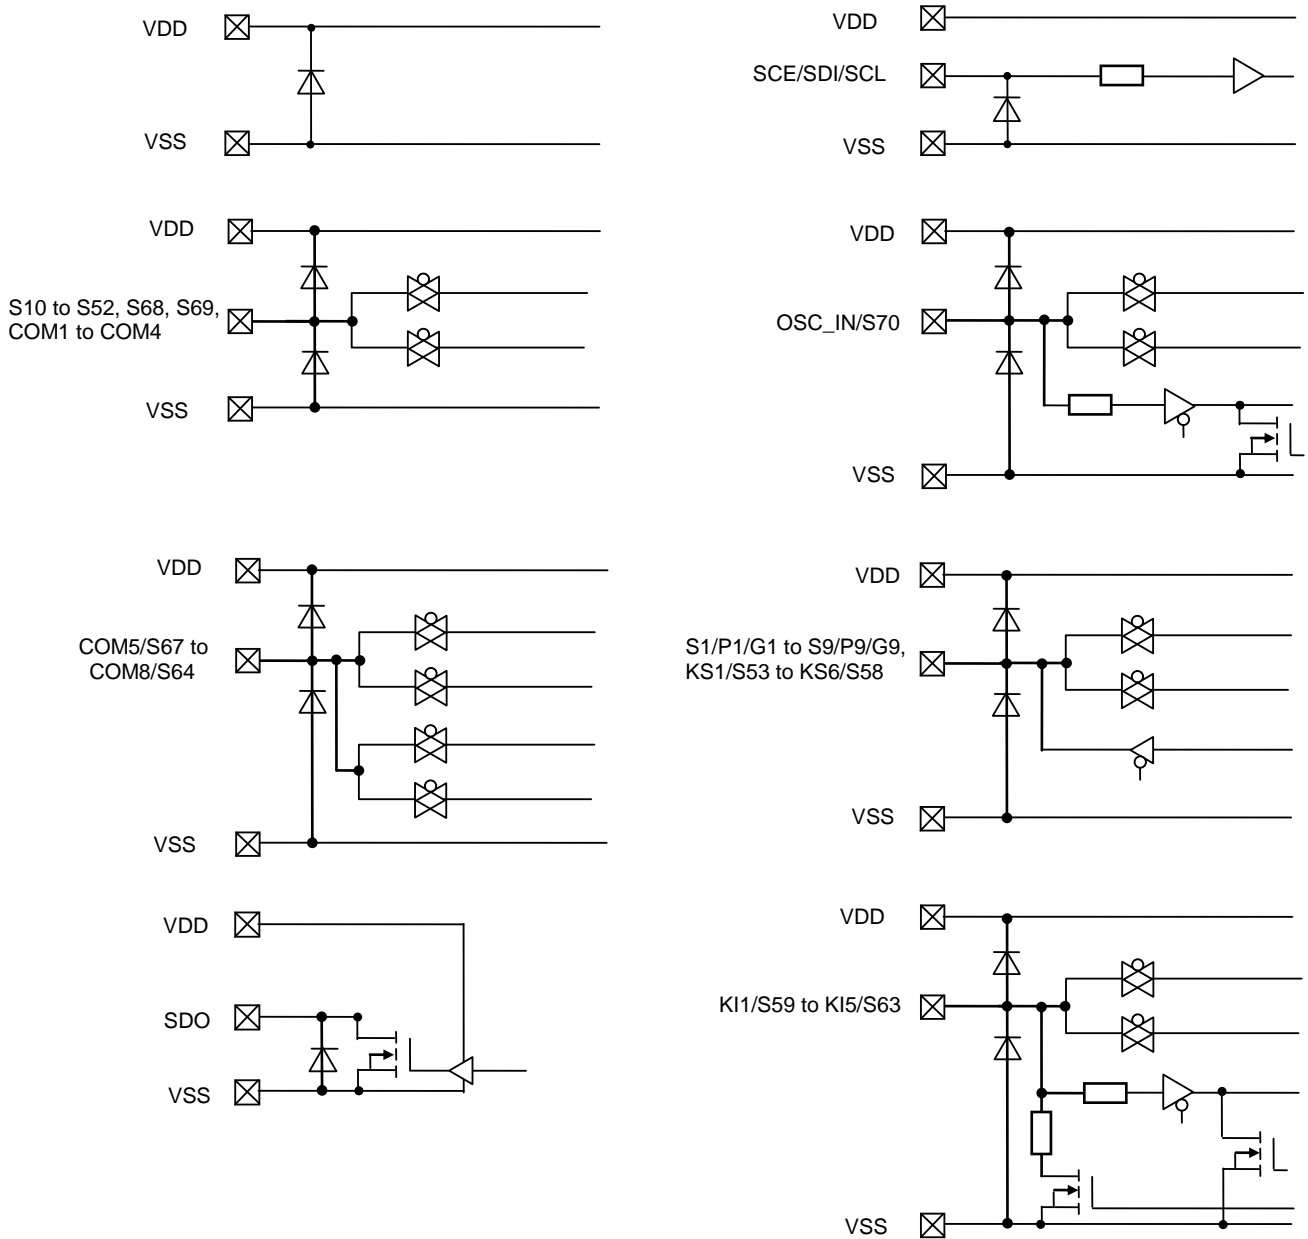 VDD
VSS
VDD
SCE/SDI/SCL
VSS
VDD
S10 to S52, S68, S69,
COM1 to COM4
VSS
VDD
OSC_IN/S70
VSS
VDD
COM5/S67 to
COM8/S64
VSS
VDD
S1/P1/G1 to S9/P9/G9,
KS1/S53 to KS6/S58
VSS
VDD
SDO
VSS
VDD
KI1/S59 to KI5/S63
VSS